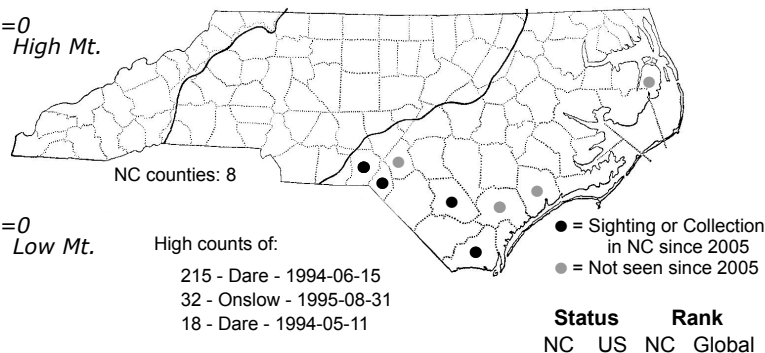 =0
High Mt.
NC counties: 8
=0
Low Mt.
High counts of:
215 - Dare - 1994-06-15
32 - Onslow - 1995-08-31
18 - Dare - 1994-05-11
= Sighting or Collection
in NC since 2005
= Not seen since 2005
Status Rank
NC US NC Global